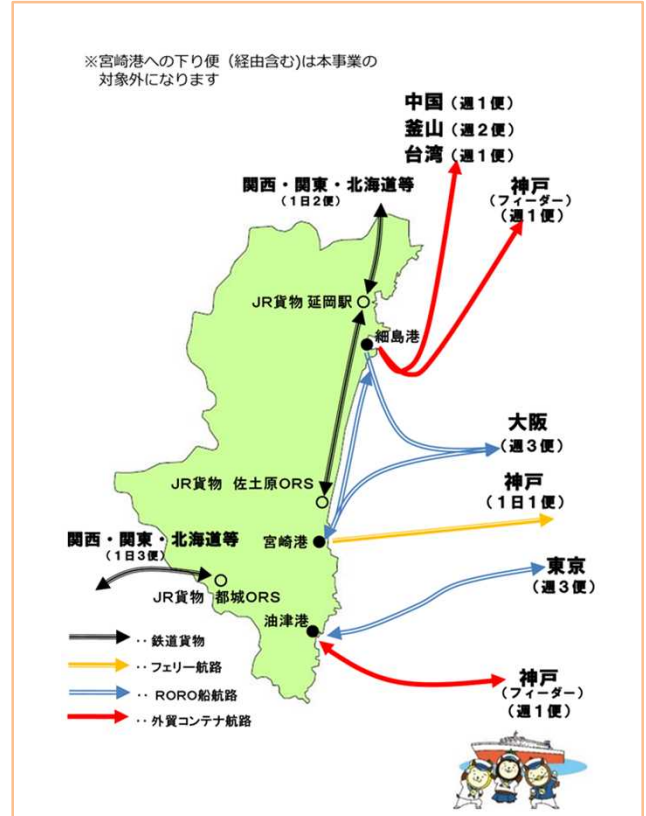 ※宮崎港への下り便（経由含む)は本事業の
対象外になります
中国（週１便）
釜山（週２便）
台湾（週１便）
関西・関東・北海道等
（１日２便）
神戸
（フィーダー）
（週１便）
JR貨物 延岡駅
細島港
大阪
（週３便）
JR貨物 佐土原ORS
神戸
（１日１便）
宮崎港
関西・関東・北海道等
（１日３便）
東京
（週３便）
JR貨物 都城ORS
油津港
‥鉄道貨物
‥フェリー航路
‥ RORO船航路
‥外貿コンテナ航路
神戸
（フィーダー）
（週１便）